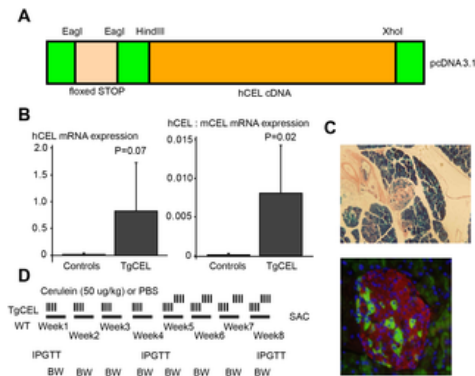 A
EagI EagI HindIII XhoI
pcDNA3.1
floxed STOP hCEL cDNA
B
hCEL mRNA expression
2.0
1.5
1.0
0.5
0
P=0.07
Controls TgCEL
hCEL : mCEL mRNA expression
0.015
0.010
0.005
0
P=0.02
Controls TgCEL
C
D
Cerulein (50 ug/kg) or PBS
TgCEL
WT
SAC
Week1 Week3 Week5 Week7
Week2 Week4 Week6 Week8
IPGTT IPGTT IPGTT
BW BW BW BW BW BW BW BW